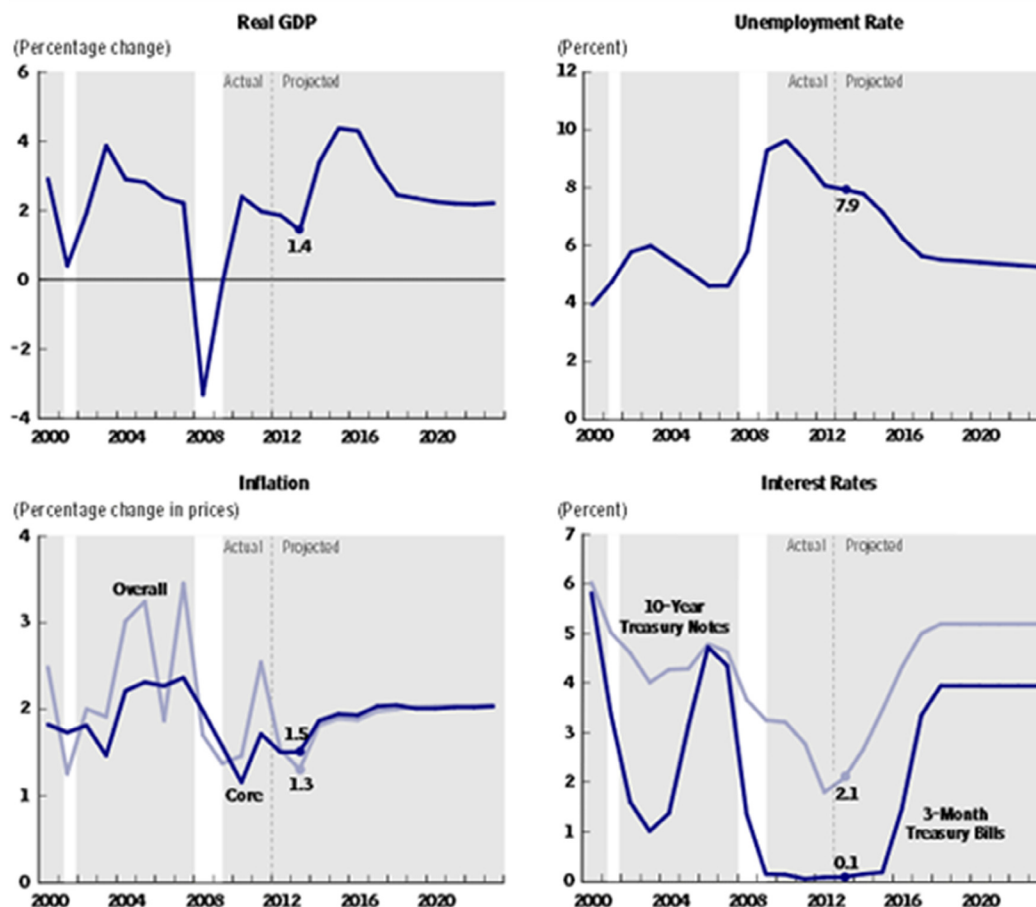 Real GDP
(Percentage change)
6
Actual
Projected
4
2
1.4
0
-2
-4
2000
2004
2008
2012
2016
2020
Unemployment Rate
(Percent)
12
Actual
Projected
10
8
7.9
6
4
2
0
2000
2004
2008
2012
2016
2020
Inflation
(Percentage change in prices)
4
Actual
Projected
Overall
3
2
1.5
1.3
Core
1
0
2000
2004
2008
2012
2016
2020
Interest Rates
(Percent)
7
Actual
Projected
6
10-Year
Treasury Notes
5
4
3
2
2.1
3-Month
Treasury Bills
1
0.1
0
2000
2004
2008
2012
2016
2020